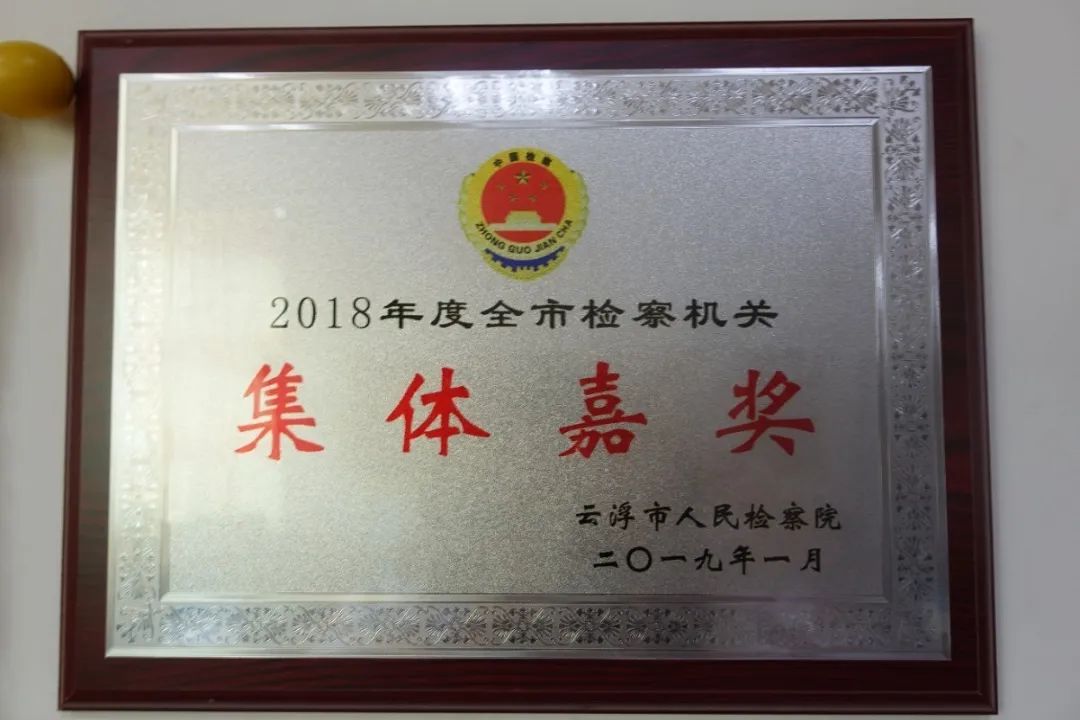 中国检察
ZHONG GUO JIAN CHA
2018年度全市检察机关
集体嘉奖
云浮市人民检察院
二〇一九年一月